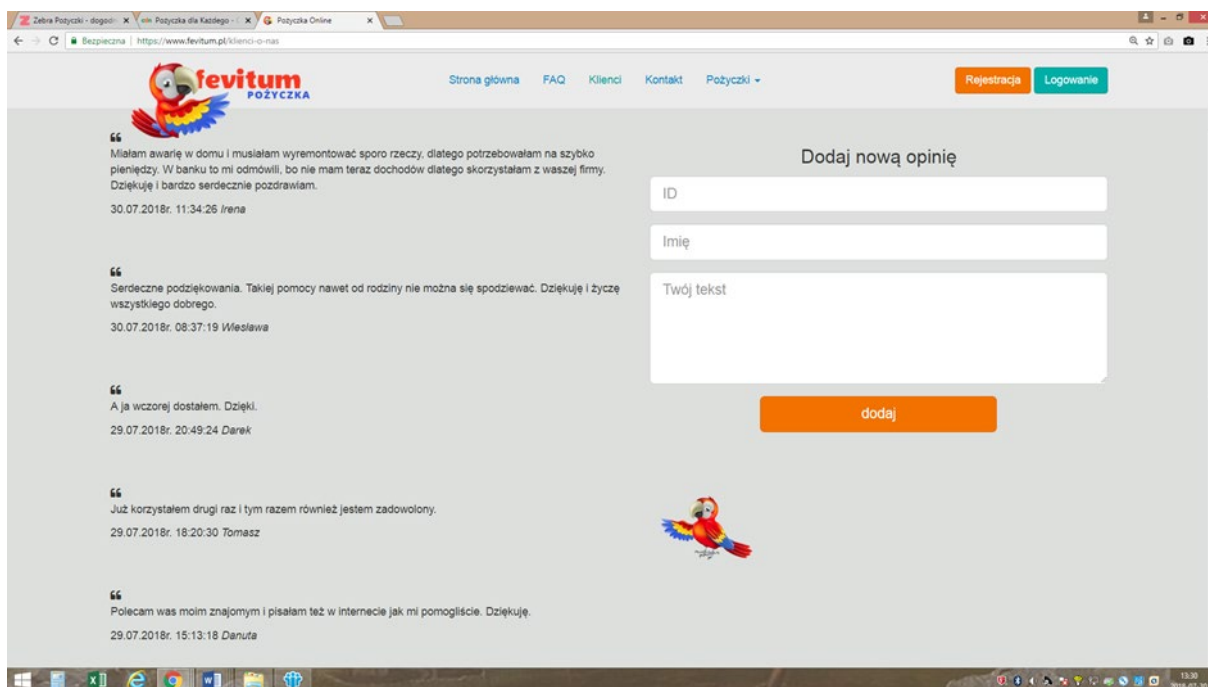 Zebra Pożyczki - dogodn
Pożyczka dla Każdego -
Pożyczka Online
Bezpieczna | https://www.fevitum.pl/klienci-o-nas
fevitum
POŻYCZKA
Strona główna FAQ Klienci Kontakt Pożyczki
Rejestracja Logowanie
Miałam awarię w domu i musiałam wyremontować sporo rzeczy, dlatego potrzebowałam na szybko
pieniędzy. W banku to mi odmówili, bo nie mam teraz dochodów dlatego skorzystałam z waszej firmy.
Dziękuję i bardzo serdecznie pozdrawiam.
30.07.2018r. 11:34:26 Irena
Serdeczne podziękowania. Takiej pomocy nawet od rodziny nie można się spodziewać. Dziękuję i życzę
wszystkiego dobrego.
30.07.2018r. 08:37:19 Wiesława
A ja wczorej dostałem. Dzięki.
29.07.2018r. 20:49:24 Darek
Już korzystałem drugi raz i tym razem również jestem zadowolony.
29.07.2018r. 18:20:30 Tomasz
Polecam was moim znajomym i pisałam też w internecie jak mi pomogliście. Dziękuję.
29.07.2018r. 15:13:18 Danuta
Dodaj nową opinię
ID
Imię
Twój tekst
dodaj
13:30
2018-07-30